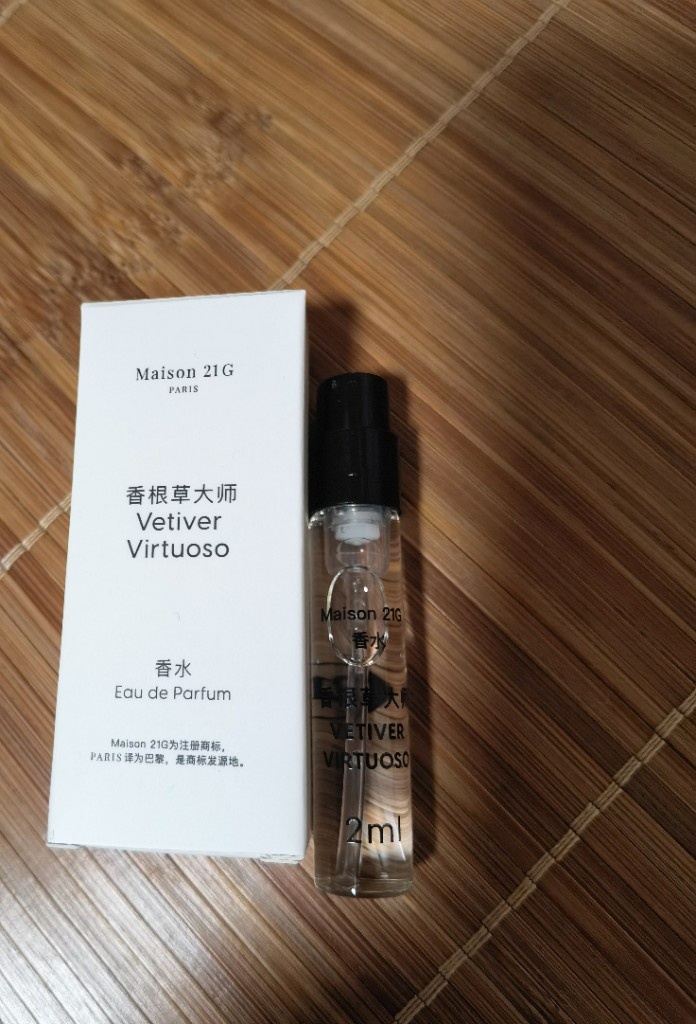 Maison 21G
PARIS
香根草大师
Vetiver
Virtuoso
香水
Eau de Parfum
Maison 21G为注册商标，
PARIS译为巴黎，是商标发源地。
Maison 21G
香水
香根草大师
VETIVER
VIRTUOSO
2ml